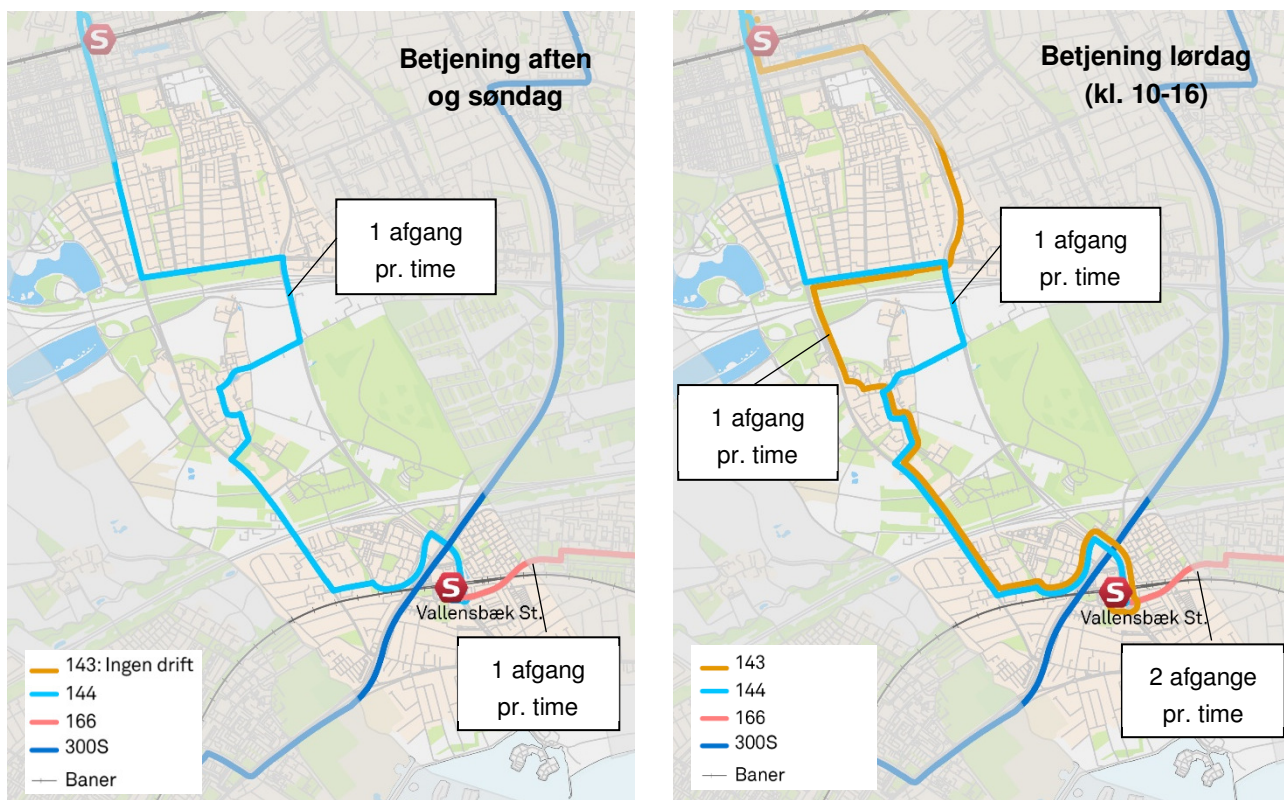 S
Betjening aften
og søndag
1 afgang
pr. time
S
Vallensbæk St.
1 afgang
pr. time
143: Ingen drift
144
166
300S
Baner
S
Betjening lørdag
(kl. 10-16)
1 afgang
pr. time
1 afgang
pr. time
S
Vallensbæk St.
2 afgange
pr. time
143
144
166
300S
Baner